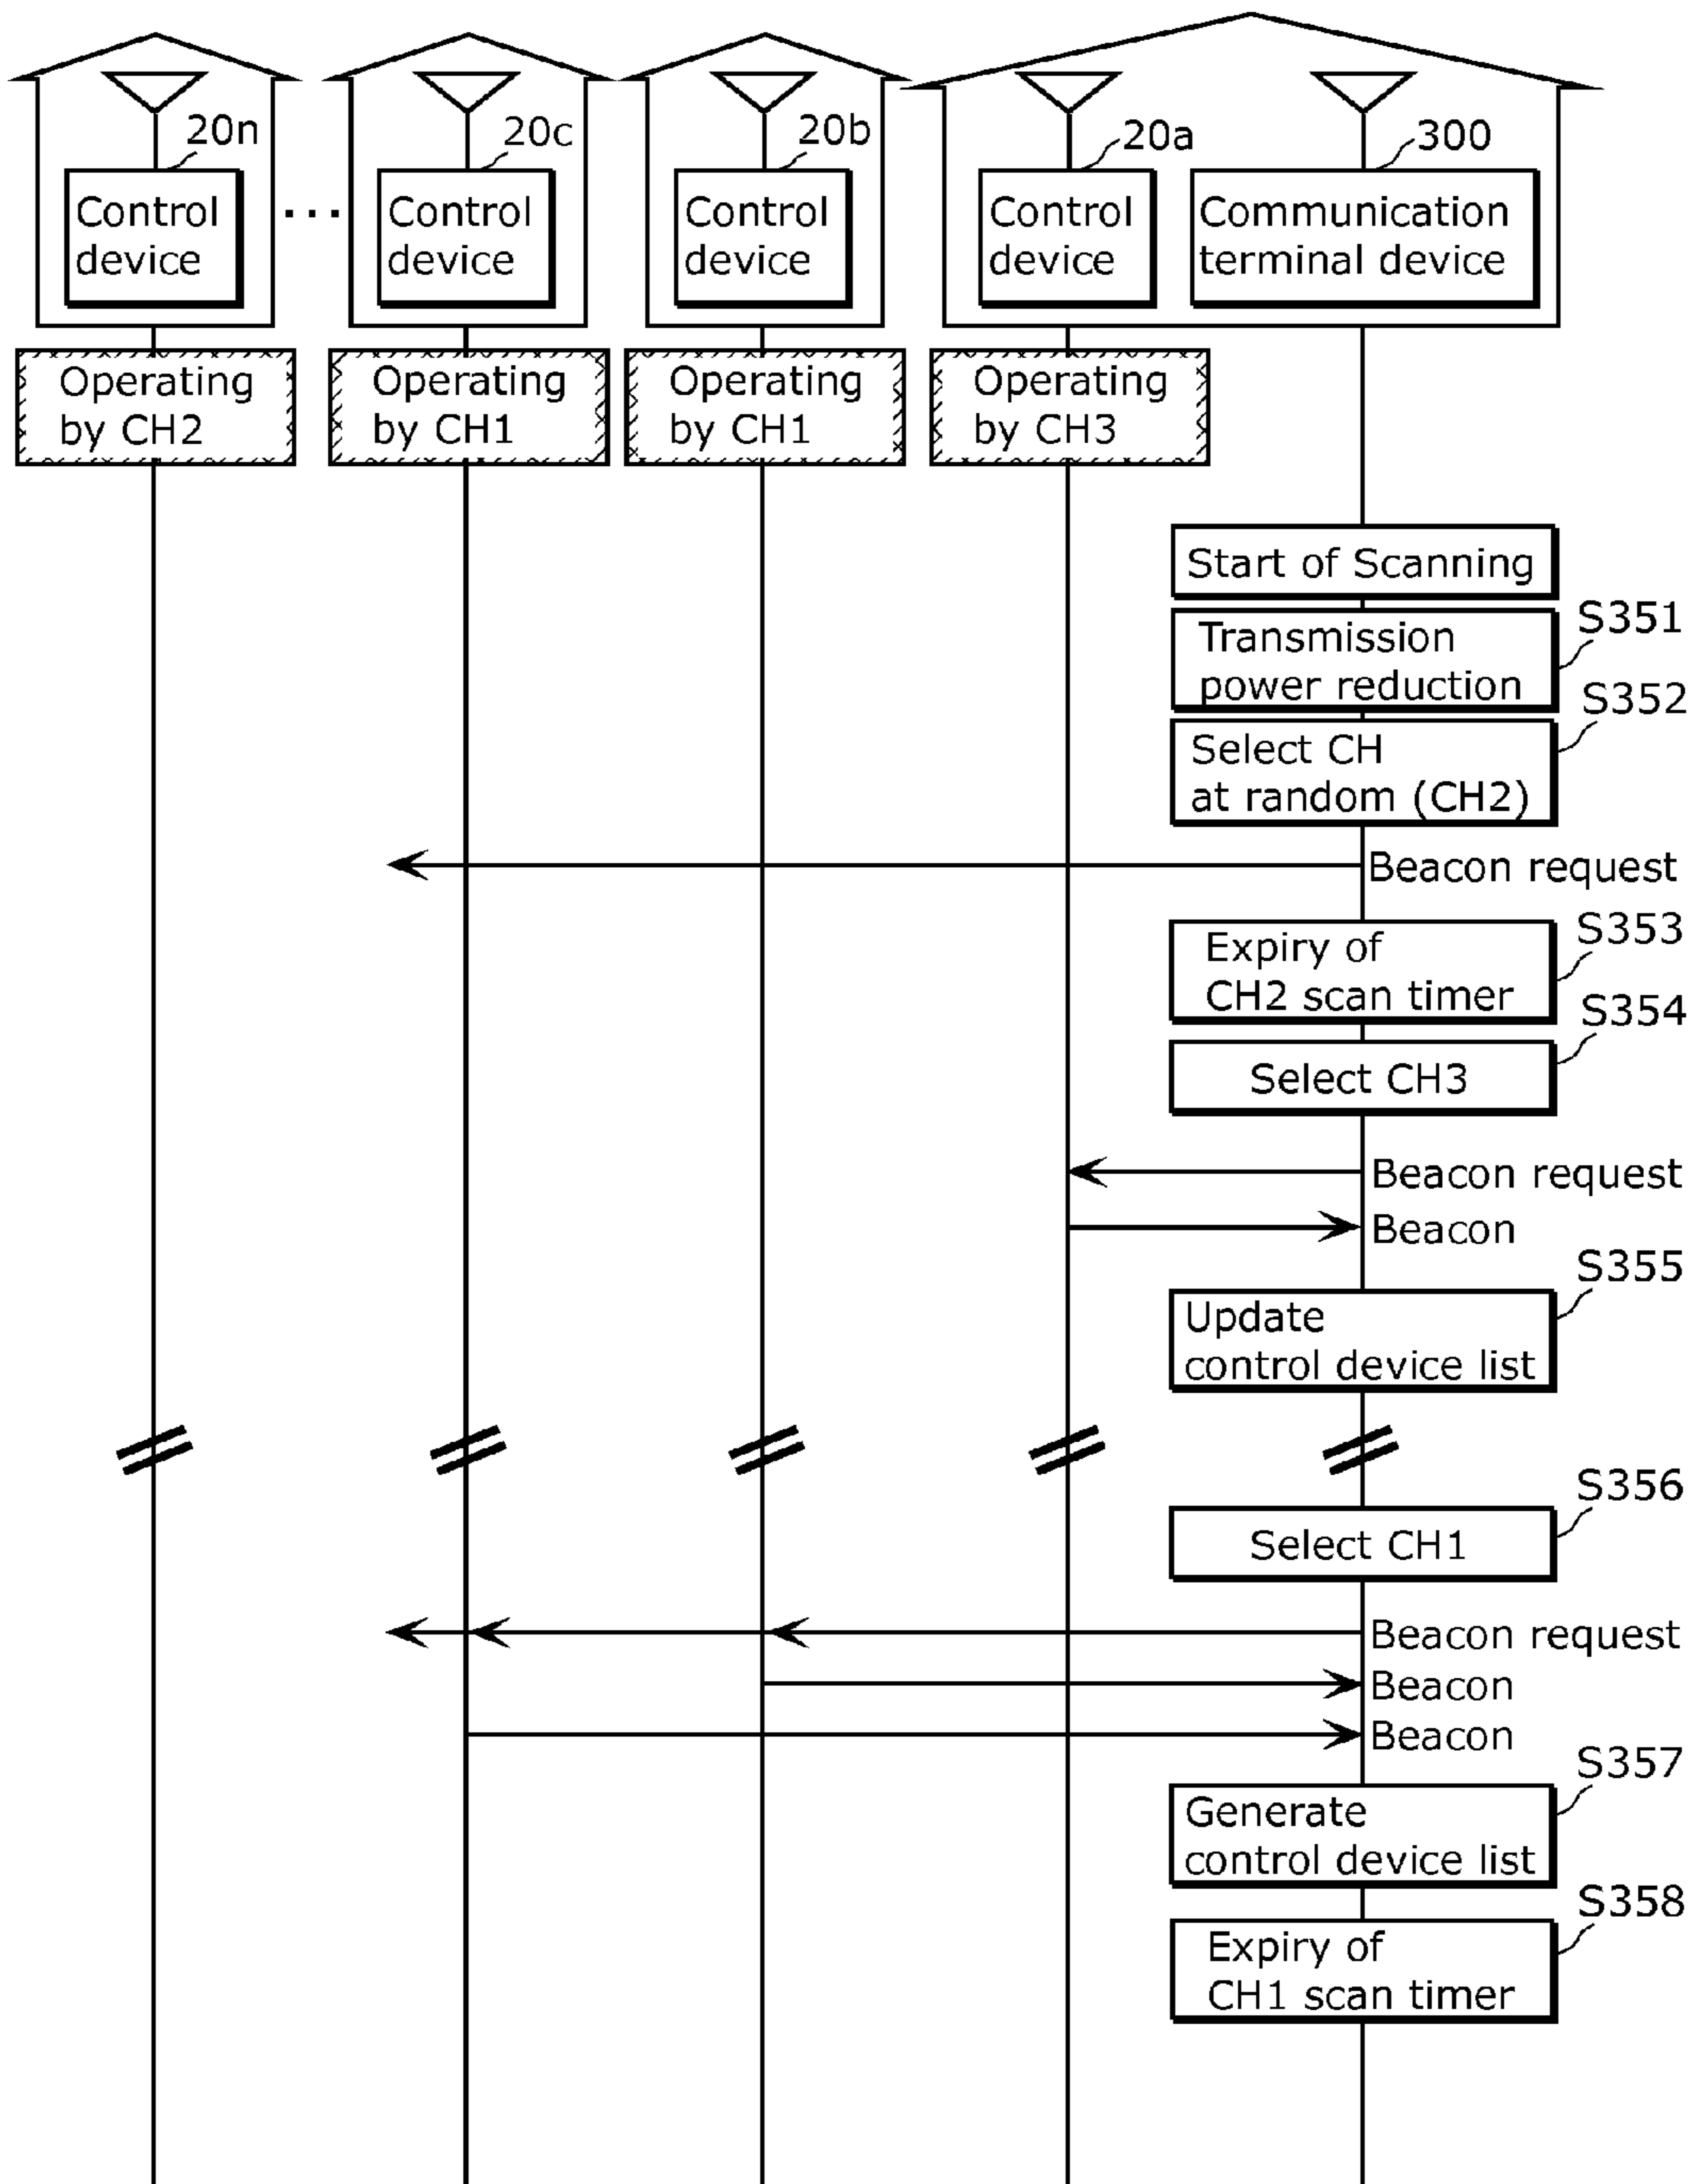 20n
20c
20b
20a
300
Control
device
...
Control
device
Control
device
Control
device
Communication
terminal device
Operating
by CH2
Operating
by CH1
Operating
by CH1
Operating
by CH3
Start of Scanning
S351
Transmission
power reduction
S352
Select CH
at random (CH2)
Beacon request
S353
Expiry of
CH2 scan timer
S354
Select CH3
Beacon request
Beacon
S355
Update
control device list
S356
Select CH1
Beacon request
Beacon
Beacon
S357
Generate
control device list
S358
Expiry of
CH1 scan timer